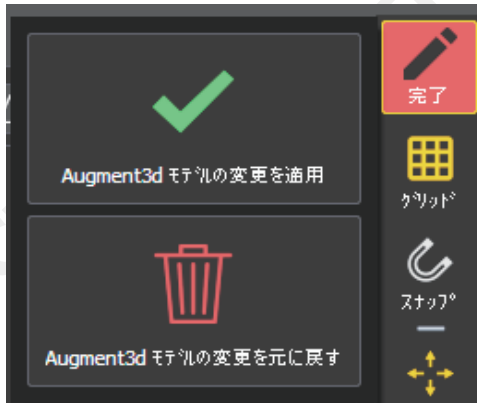 Augment3d ﾓﾃﾞﾙの変更を適用
完了
ｸﾞﾘｯﾄﾞ
ｽﾅｯﾌﾟ
Augment3d ﾓﾃﾞﾙの変更を元に戻す